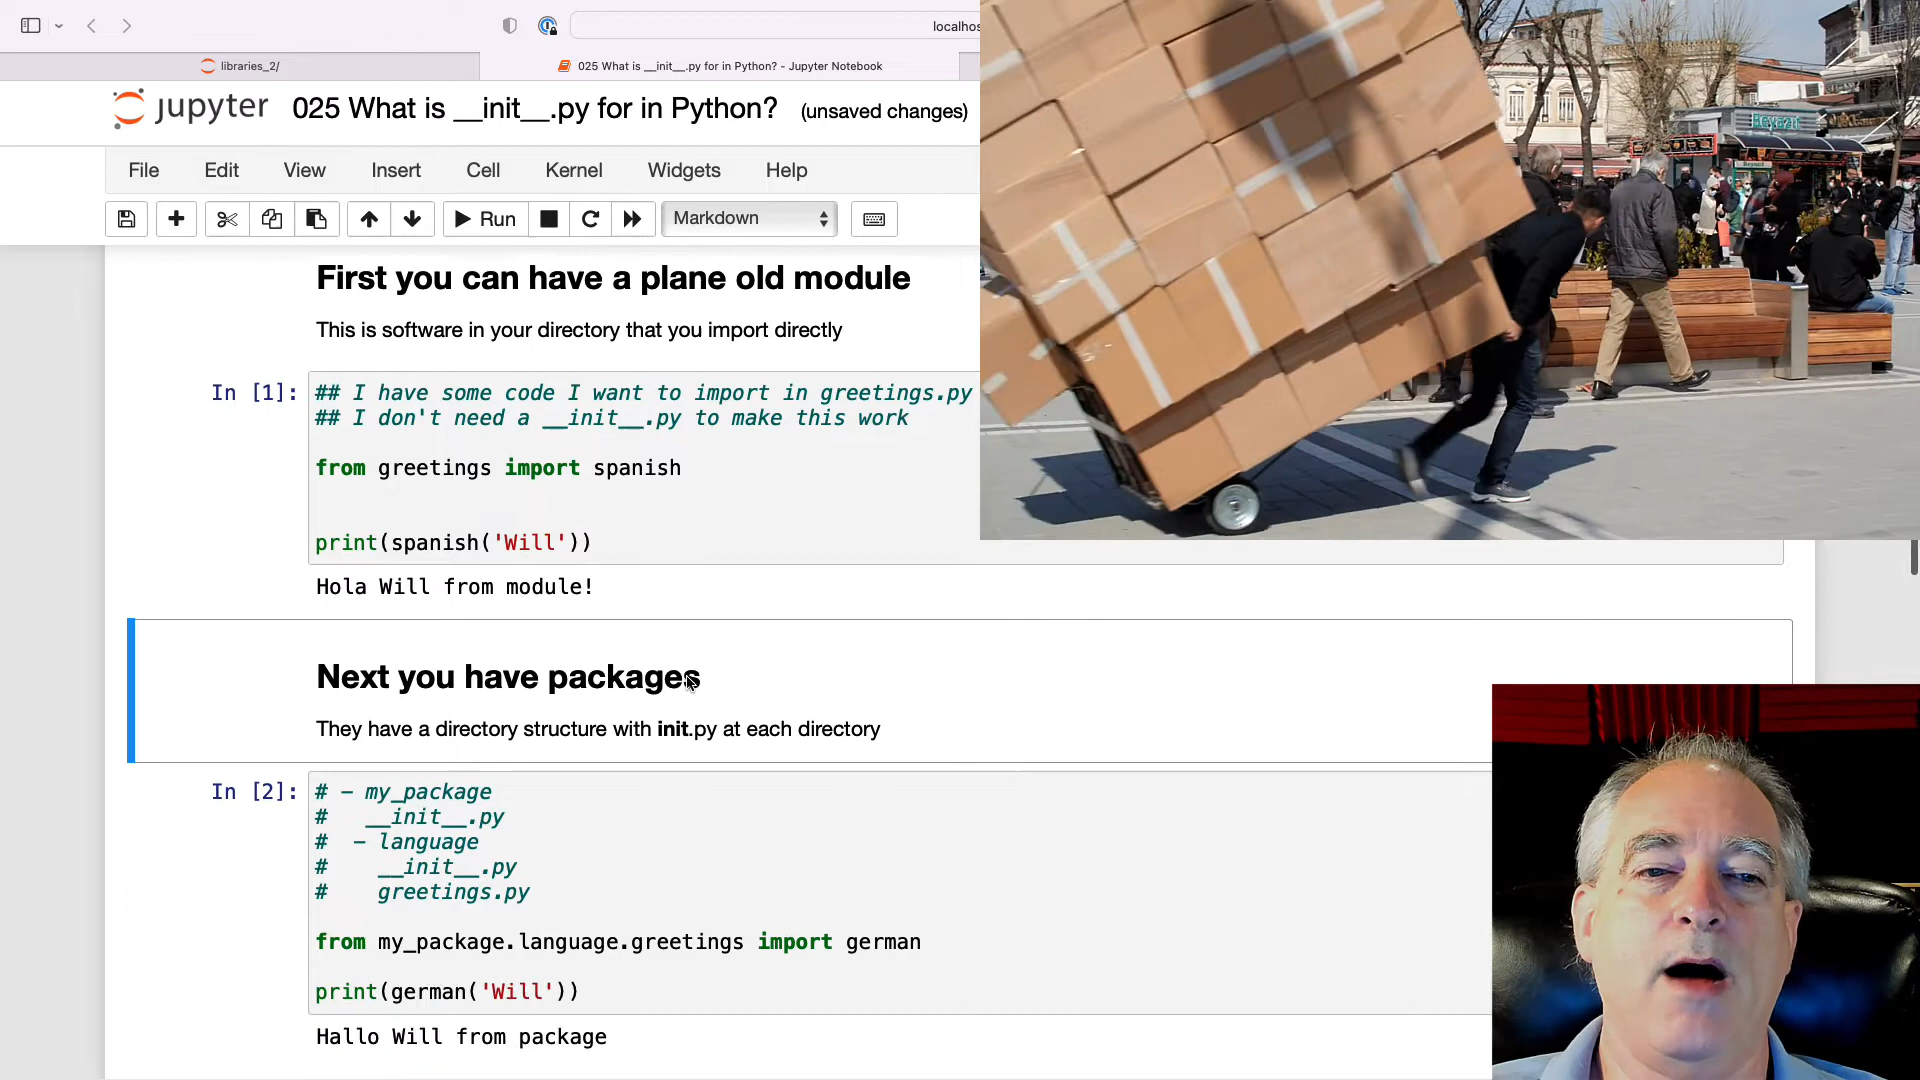 localhos
libraries_2/
025 What is __init__.py for in Python? - Jupyter Notebook
jupyter 025 What is __init__.py for in Python? (unsaved changes)
File Edit View Insert Cell Kernel Widgets Help
Run Markdown
First you can have a plane old module
This is software in your directory that you import directly
In [1]: ## I have some code I want to import in greetings.py
## I don't need a __init__.py to make this work
from greetings import spanish
print(spanish('Will'))
Hola Will from module!
Next you have packages
They have a directory structure with init.py at each directory
In [2]: # - my_package
# __init__.py
# - language
# __init__.py
# greetings.py
from my_package.language.greetings import german
print(german('Will'))
Hallo Will from package
Beyazıt